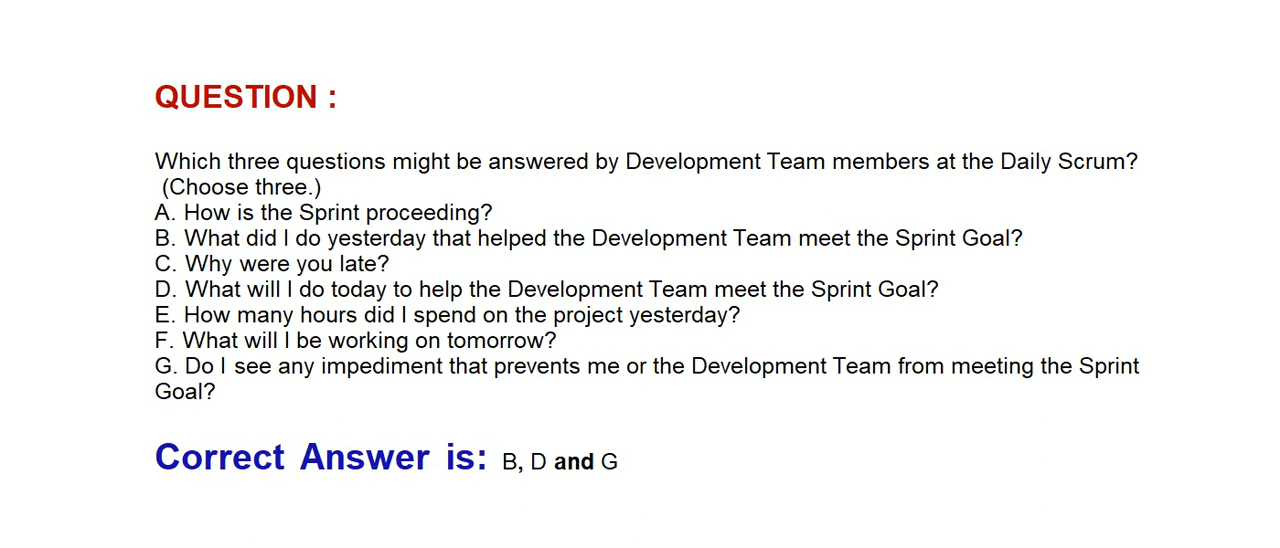 QUESTION :
Which three questions might be answered by Development Team members at the Daily Scrum?
(Choose three.)
A. How is the Sprint proceeding?
B. What did I do yesterday that helped the Development Team meet the Sprint Goal?
C. Why were you late?
D. What will I do today to help the Development Team meet the Sprint Goal?
E. How many hours did I spend on the project yesterday?
F. What will I be working on tomorrow?
G. Do I see any impediment that prevents me or the Development Team from meeting the Sprint
Goal?
Correct Answer is: B, D and G